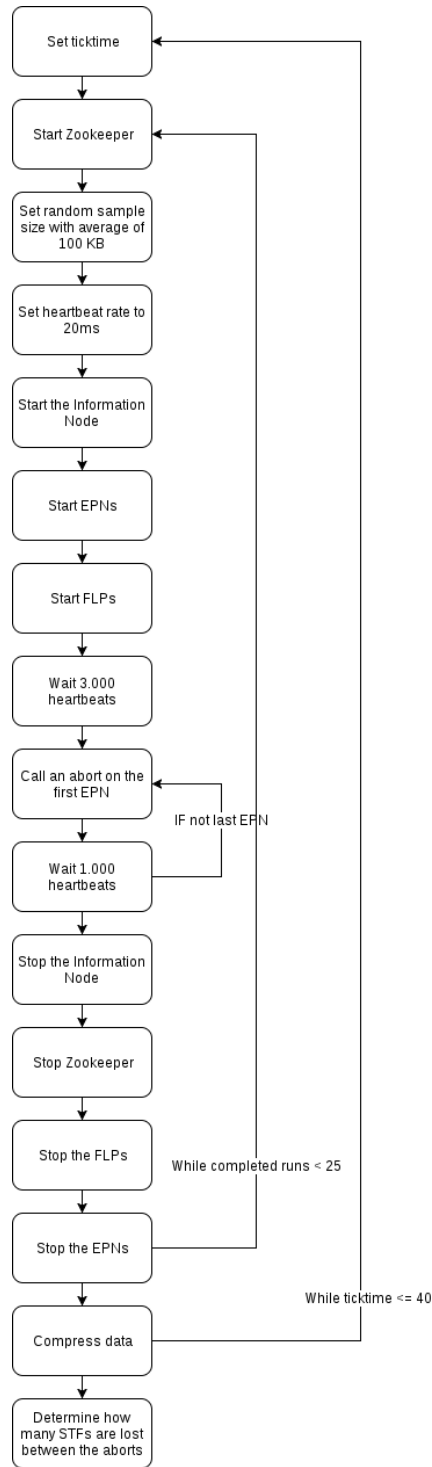 Set ticktime
Start Zookeeper
Set random sample
size with average of
100 KB
Set heartbeat rate to
20ms
Start the Information
Node
Start EPNs
Start FLPs
Wait 3.000
heartbeats
Call an abort on the
first EPN
IF not last EPN
Wait 1.000
heartbeats
Stop the Information
Node
Stop Zookeeper
Stop the FLPs
While completed runs < 25
Stop the EPNs
While ticktime <= 40
Compress data
Determine how
many STFs are lost
between the aborts